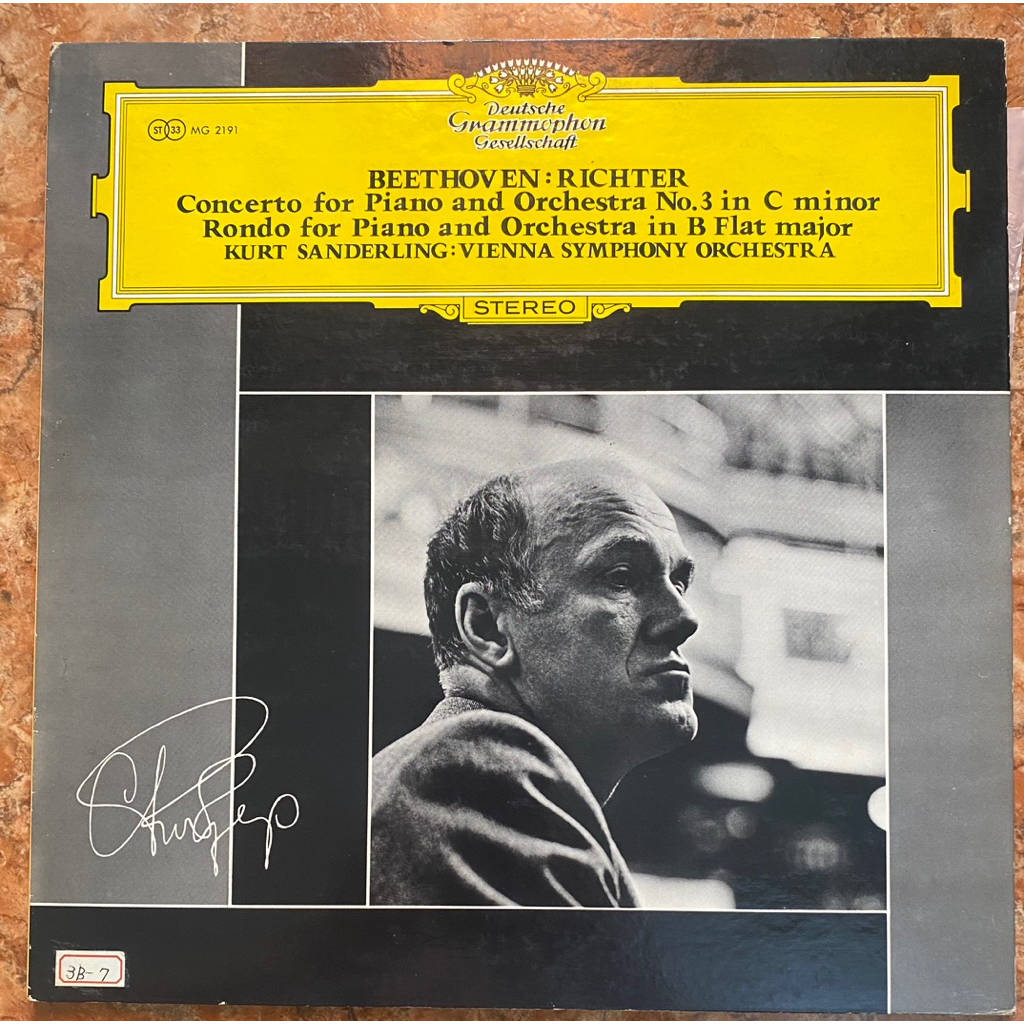 Deutsche
Grammophon
Gesellschaft
ST 33 MG 2191
BEETHOVEN:RICHTER
Concerto for Piano and Orchestra No.3 in C minor
Rondo for Piano and Orchestra in B Flat major
KURT SANDERLING:VIENNA SYMPHONY ORCHESTRA
STEREO
3B-7